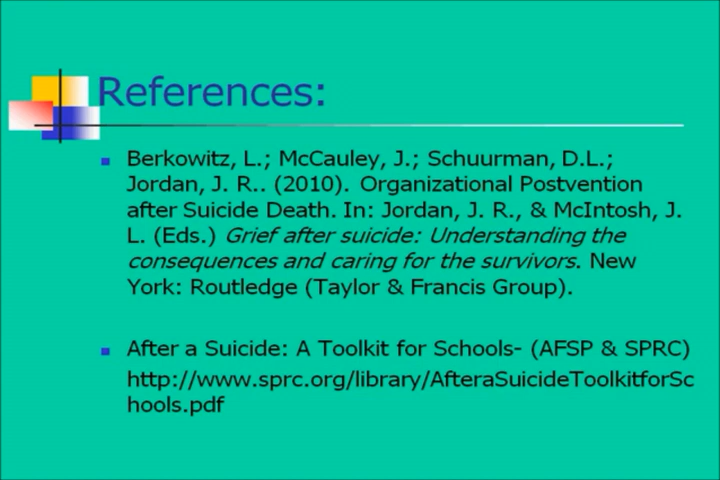 References:
Berkowitz, L.; McCauley, J.; Schuurman, D.L.;
Jordan, J. R.. (2010). Organizational Postvention
after Suicide Death. In: Jordan, J. R., & McIntosh, J.
L. (Eds.) Grief after suicide: Understanding the
consequences and caring for the survivors. New
York: Routledge (Taylor & Francis Group).
After a Suicide: A Toolkit for Schools- (AFSP & SPRC)
http://www.sprc.org/library/AfteraSuicideToolkitforSc
hools.pdf